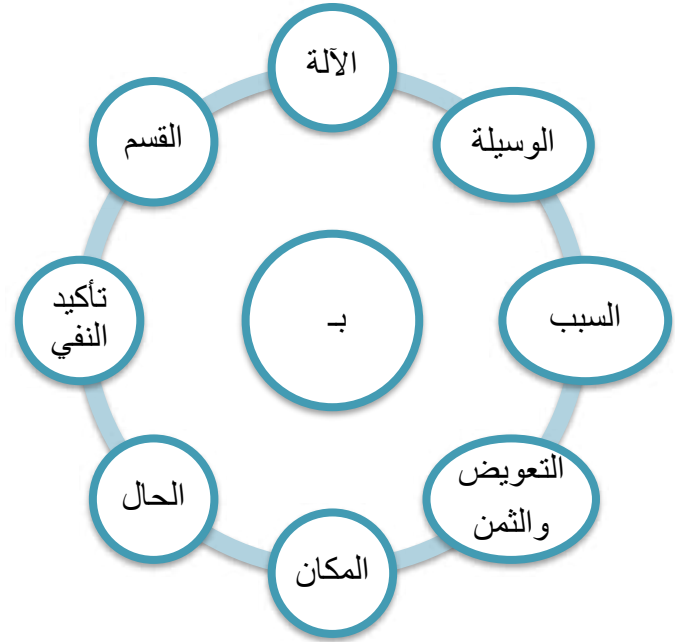 الآلة
الوسيلة
السبب
التعويض
والثمن
المكان
الحال
تأكيد
النفي
القسم
بـ